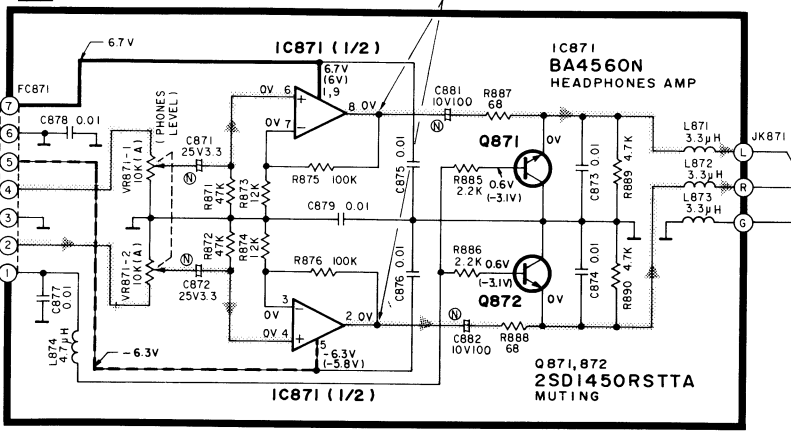 IC871 (1/2)
IC871
BA4560N
HEADPHONES AMP
6.7V
6.7V
(6V)
1,9
FC871
7
6
5
4
3
2
1
C878 0.01
(PHONES
LEVEL)
VR871-1
10K(A)
VR871-2
10K(A)
C871
25V3.3
N
C872
25V3.3
N
R871
47K
R873
12K
R872
47K
R874
12K
0V 6
+
0V 7
−
8 0V
R875 100K
C879 0.01
R876 100K
3
−
0V
0V 4
+
2 0V
5
-6.3V
(-5.8V)
IC871 (1/2)
C875 0.01
C876 0.01
C881
10V100
N
R887
68
C882
10V100
N
R888
68
Q871
0V
R885
2.2K
0.6V
(-3.1V)
R886
2.2K
0.6V
(-3.1V)
Q872
0V
C873 0.01
R889 4.7K
C874 0.01
R890 4.7K
L871
3.3μH
L872
3.3μH
L873
3.3μH
JK871
L
R
G
C877
0.01
L874
4.7μH
-6.3V
Q871,872
2SD1450RSTTA
MUTING